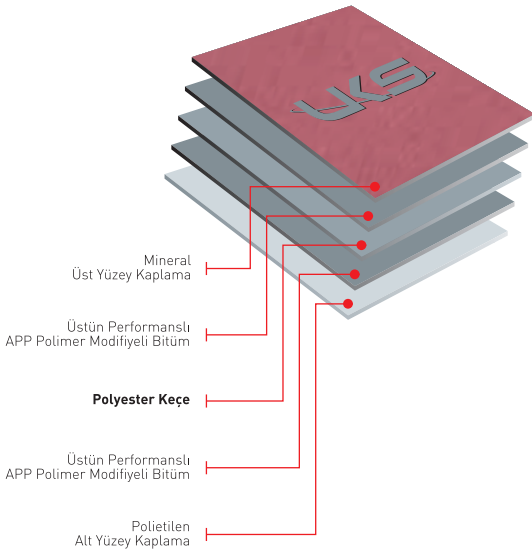 UKS
Mineral
Üst Yüzey Kaplama
Üstün Performanslı
APP Polimer Modifiyeli Bitüm
Polyester Keçe
Üstün Performanslı
APP Polimer Modifiyeli Bitüm
Polietilen
Alt Yüzey Kaplama